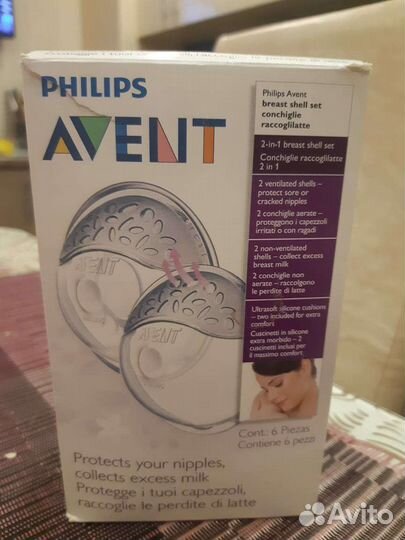 PHILIPS
AVENT
Philips Avent
breast shell set
conchiglie
raccoglilatte
2-in-1 breast shell set
Conchiglie raccoglilatte
2 in 1
2 ventilated shells –
protect sore or
cracked nipples
2 conchiglie aerate –
proteggono i capezzoli
irritati o con ragadi
2 non-ventilated
shells – collect excess
breast milk
2 conchiglie non
aerate – raccolgono
le perdite di latte
Ultrasoft silicone cushions
– two included for extra
comfort
Cuscinetti in silicone
extra morbido – 2
cuscinetti inclusi per
il massimo comfort
AVENT
AVENT
Cont.: 6 Piezas
Contiene 6 pezzi
Protects your nipples,
collects excess milk
Protegge i tuoi capezzoli,
raccoglie le perdite di latte
Avito